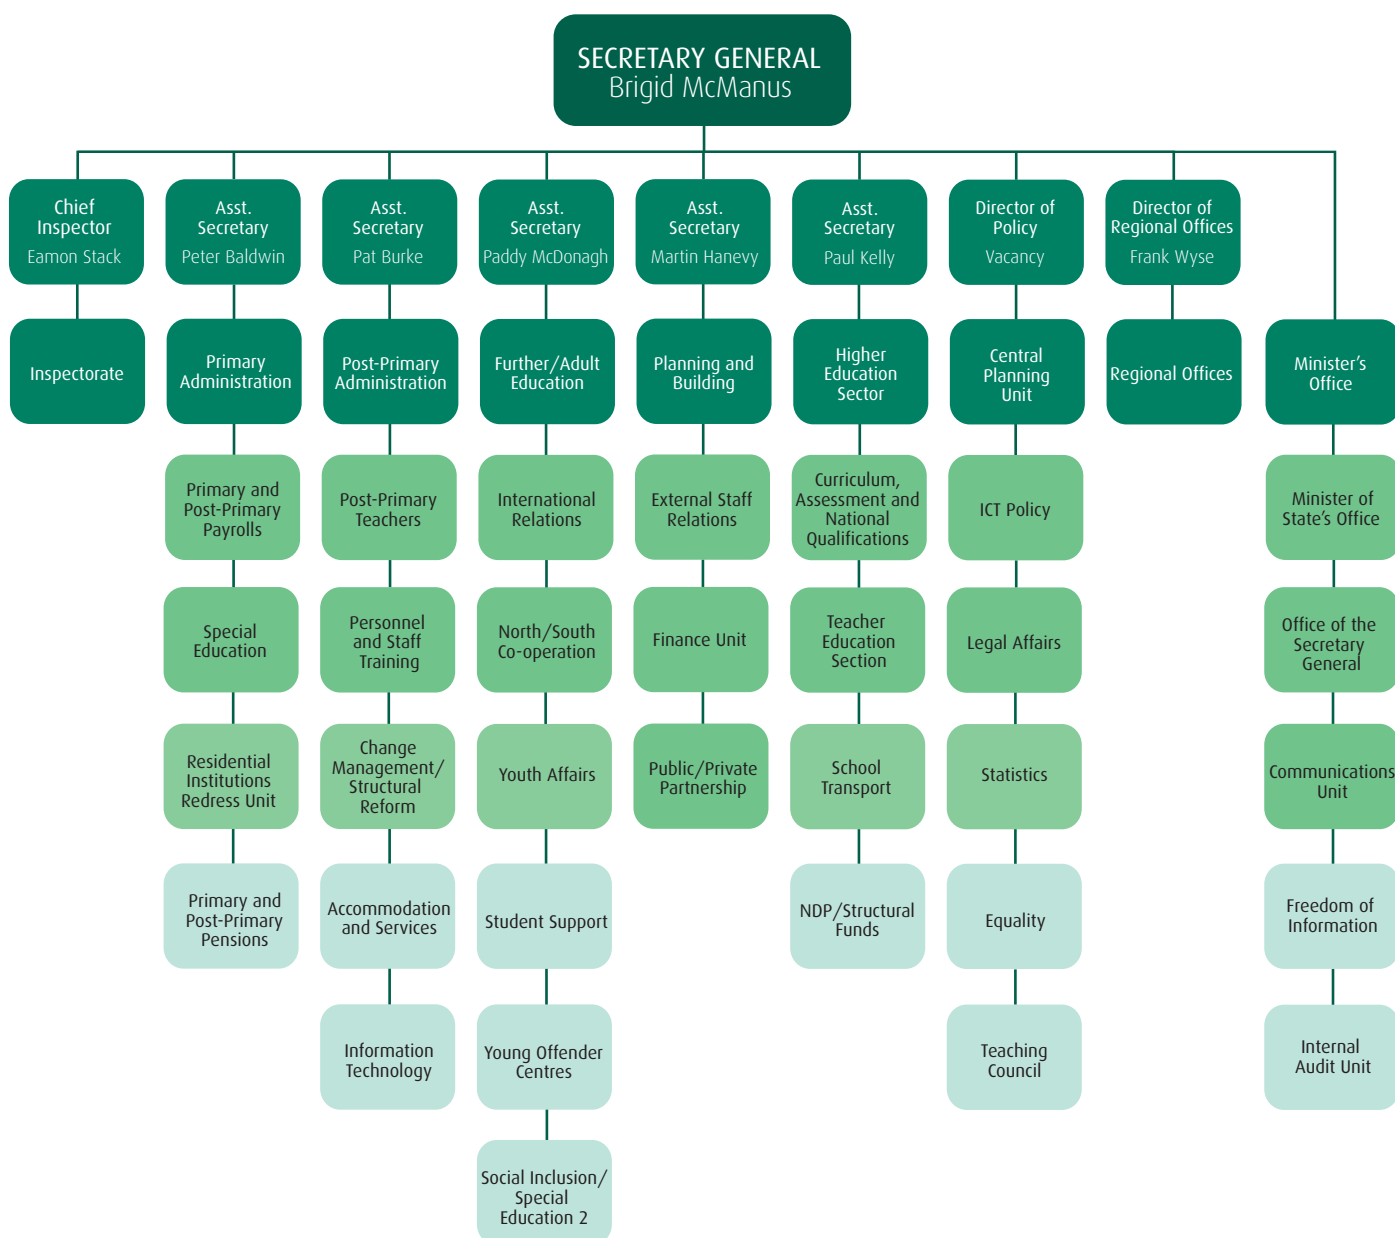 SECRETARY GENERAL
Brigid McManus
Chief
Inspector
Eamon Stack
Asst.
Secretary
Peter Baldwin
Asst.
Secretary
Pat Burke
Asst.
Secretary
Paddy McDonagh
Asst.
Secretary
Martin Hanevy
Asst.
Secretary
Paul Kelly
Director of
Policy
Vacancy
Director of
Regional Offices
Frank Wyse
Inspectorate
Primary
Administration
Post-Primary
Administration
Further/Adult
Education
Planning and
Building
Higher
Education
Sector
Central
Planning
Unit
Regional Offices
Minister's
Office
Primary and
Post-Primary
Payrolls
Post-Primary
Teachers
International
Relations
External Staff
Relations
Curriculum,
Assessment and
National
Qualifications
ICT Policy
Minister of
State's Office
Special
Education
Personnel
and Staff
Training
North/South
Co-operation
Finance Unit
Teacher
Education
Section
Legal Affairs
Office of the
Secretary
General
Residential
Institutions
Redress Unit
Change
Management/
Structural
Reform
Youth Affairs
Public/Private
Partnership
School
Transport
Statistics
Communications
Unit
Primary and
Post-Primary
Pensions
Accommodation
and Services
Student Support
NDP/Structural
Funds
Equality
Freedom of
Information
Information
Technology
Young Offender
Centres
Teaching
Council
Internal
Audit Unit
Social Inclusion/
Special
Education 2